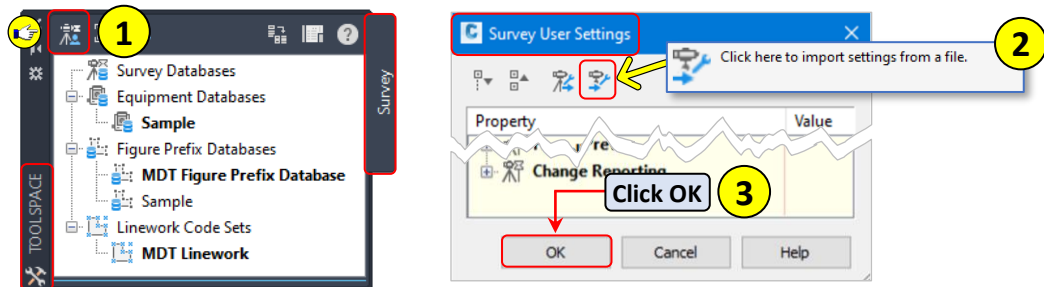 1
Survey Databases
Equipment Databases
Sample
Figure Prefix Databases
MDT Figure Prefix Database
Sample
Linework Code Sets
MDT Linework
TOOLSPACE
Survey
C Survey User Settings
2
Click here to import settings from a file.
Property Value
Change Reporting
Click OK 3
OK Cancel Help